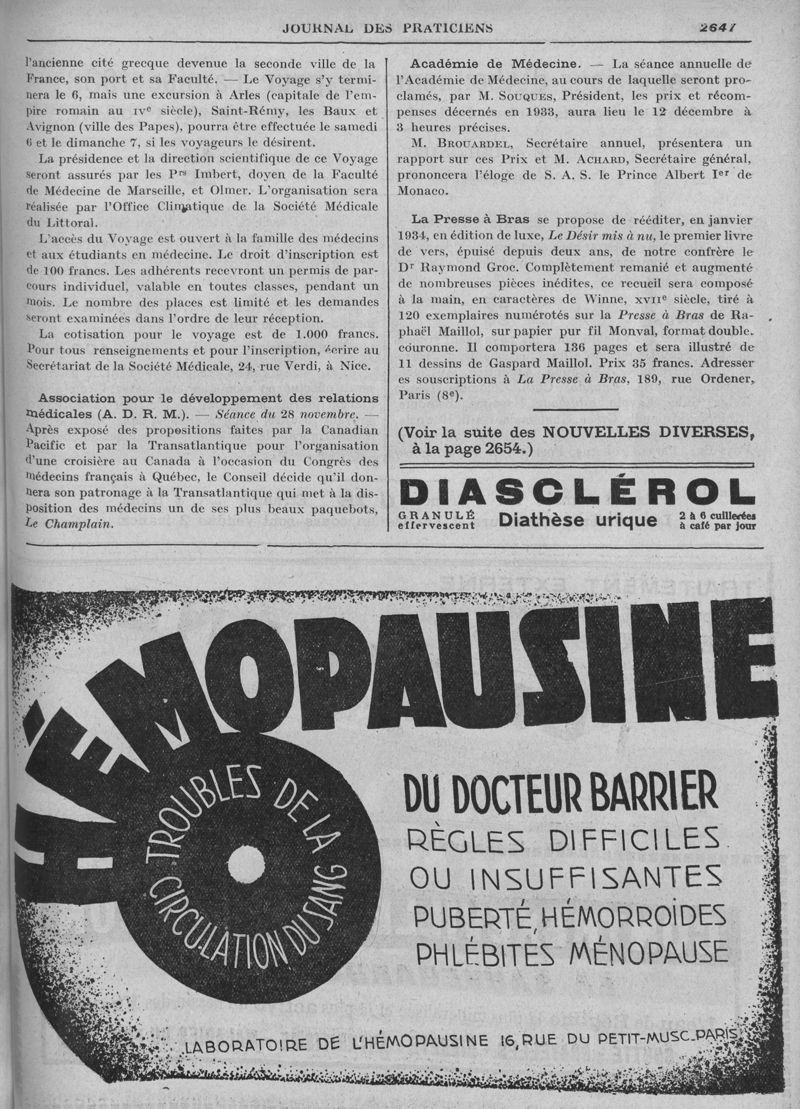 JOURNAL DES PRATICIENS
2647
l'ancienne cité grecque devenue la seconde ville de la
France, son port et sa Faculté. — Le Voyage s'y termi-
nera le 6, mais une excursion à Arles (capitale de l'em-
pire romain au IVe siècle), Saint-Rémy, les Baux et
Avignon (ville des Papes), pourra être effectuée le samedi
6 et le dimanche 7, si les voyageurs le désirent.
La présidence et la direction scientifique de ce Voyage
seront assurés par les Prs Imbert, doyen de la Faculté
de Médecine de Marseille, et Olmer. L'organisation sera
réalisée par l'Office Climatique de la Société Médicale
du Littoral.
L'accès du Voyage est ouvert à la famille des médecins
et aux étudiants en médecine. Le droit d'inscription est
de 100 francs. Les adhérents recevront un permis de par-
cours individuel, valable en toutes classes, pendant un
mois. Le nombre des places est limité et les demandes
seront examinées dans l'ordre de leur réception.
La cotisation pour le voyage est de 1.000 francs.
Pour tous renseignements et pour l'inscription, écrire au
Secrétariat de la Société Médicale, 24, rue Verdi, à Nice.
Association pour le développement des relations
médicales (A. D. R. M.). — Séance du 28 novembre. —
Après exposé des propositions faites par la Canadian
Pacific et par la Transatlantique pour l'organisation
d'une croisière au Canada à l'occasion du Congrès des
médecins français à Québec, le Conseil décide qu'il don-
nera son patronage à la Transatlantique qui met à la dis-
position des médecins un de ses plus beaux paquebots,
Le Champlain.
Académie de Médecine. — La séance annuelle de
l'Académie de Médecine, au cours de laquelle seront pro-
clamés, par M. SOUQUES, Président, les prix et récom-
penses décernés en 1933, aura lieu le 12 décembre à
3 heures précises.
M. BROUARDEL, Secrétaire annuel, présentera un
rapport sur ces Prix et M. ACHARD, Secrétaire général,
prononcera l'éloge de S. A. S. le Prince Albert Ier de
Monaco.
La Presse à Bras se propose de rééditer, en janvier
1934, en édition de luxe, Le Désir mis à nu, le premier livre
de vers, épuisé depuis deux ans, de notre confrère le
Dr Raymond Groc. Complètement remanié et augmenté
de nombreuses pièces inédites, ce recueil sera composé
à la main, en caractères de Winne, XVIIe siècle, tiré à
120 exemplaires numérotés sur la Presse à Bras de Ra-
phaël Maillol, sur papier pur fil Monval, format double.
couronne. Il comportera 136 pages et sera illustré de
11 dessins de Gaspard Maillol. Prix 35 francs. Adresser
es souscriptions à La Presse à Bras, 189, rue Ordener,
Paris (8e).
(Voir la suite des NOUVELLES DIVERSES,
à la page 2654.)
DIASCLÉROL
GRANULÉ
effervescent
Diathèse urique
2 à 6 cuillerées
à café par jour
HÉMOPAUSINE
TROUBLES DE LA
CIRCULATION DU SANG
DU DOCTEUR BARRIER
RÈGLES DIFFICILES
OU INSUFFISANTES
PUBERTÉ, HÉMORROÏDES
PHLÉBITES MÉNOPAUSE
LABORATOIRE DE L'HÉMOPAUSINE 16, RUE DU PETIT-MUSC-PARIS